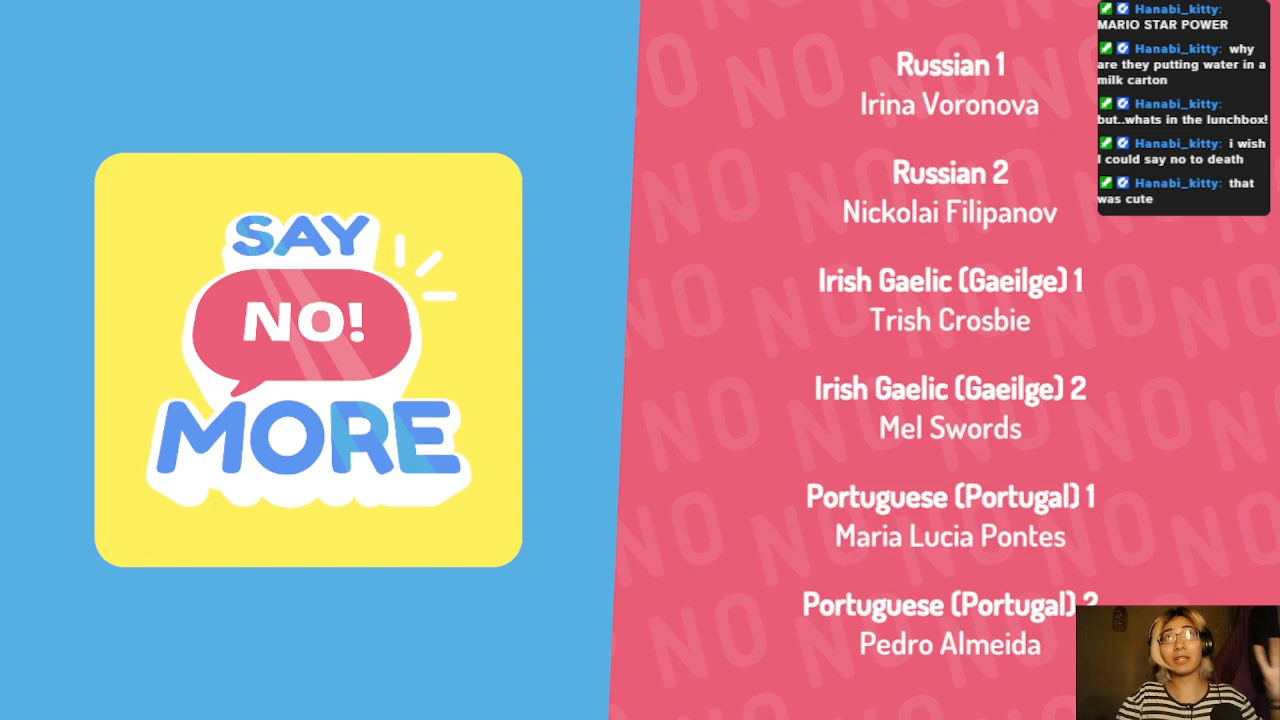 SAY
NO!
MORE
Russian 1
Irina Voronova
Russian 2
Nickolai Filipanov
Irish Gaelic (Gaeilge) 1
Trish Crosbie
Irish Gaelic (Gaeilge) 2
Mel Swords
Portuguese (Portugal) 1
Maria Lucia Pontes
Portuguese (Portugal) 2
Pedro Almeida
Hanabi_kitty:
MARIO STAR POWER
Hanabi_kitty: why
are they putting water in a
milk carton
Hanabi_kitty:
but..whats in the lunchbox!
Hanabi_kitty: i wish
I could say no to death
Hanabi_kitty: that
was cute